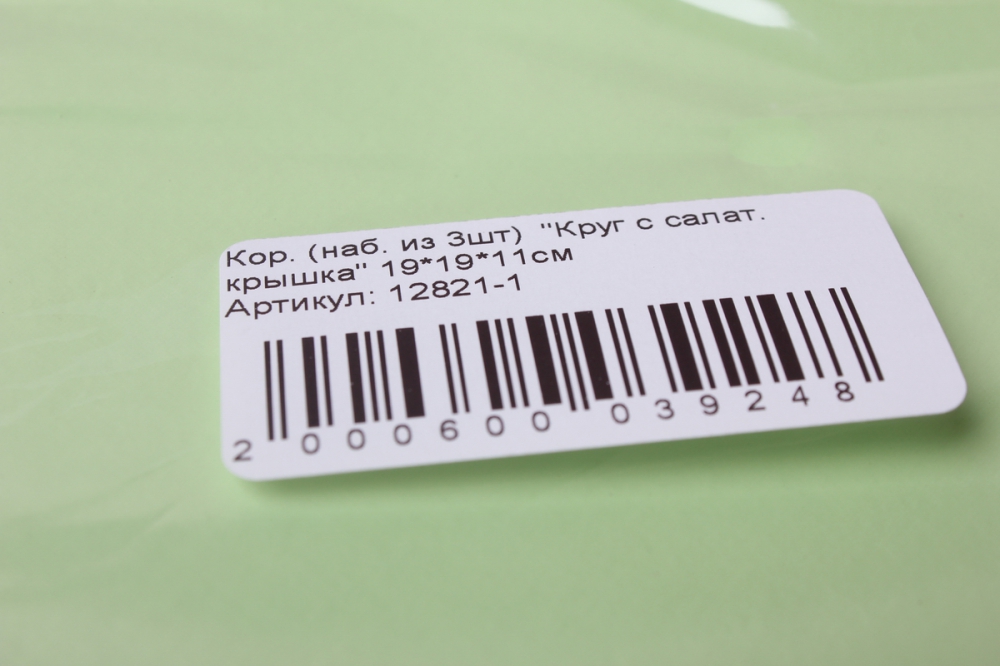 Кор. (наб. из 3шт) "Круг с салат.
крышка" 19*19*11см
Артикул: 12821-1
2 000600 039248